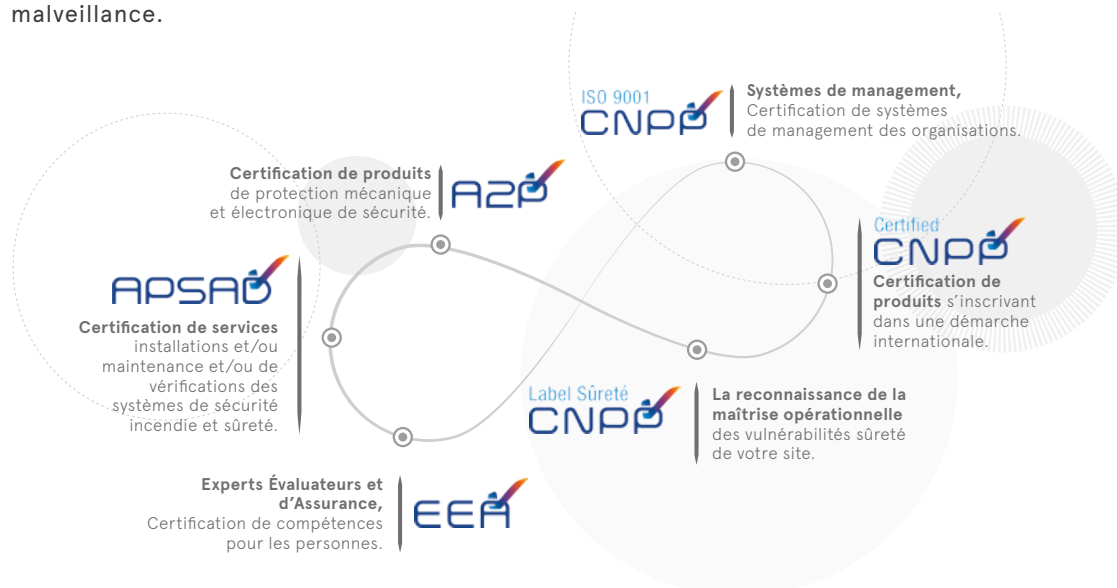 malveillance.
ISO 9001
CNPP
Systèmes de management,
Certification de systèmes
de management des organisations.
Certification de produits
de protection mécanique
et électronique de sécurité.
A2P
Certified
CNPP
Certification de
produits s’inscrivant
dans une démarche
internationale.
APSAD
Certification de services
installations et/ou
maintenance et/ou de
vérifications des
systèmes de sécurité
incendie et sûreté.
Label Sûreté
CNPP
La reconnaissance de la
maîtrise opérationnelle
des vulnérabilités sûreté
de votre site.
Experts Évaluateurs et
d’Assurance,
Certification de compétences
pour les personnes.
EEA